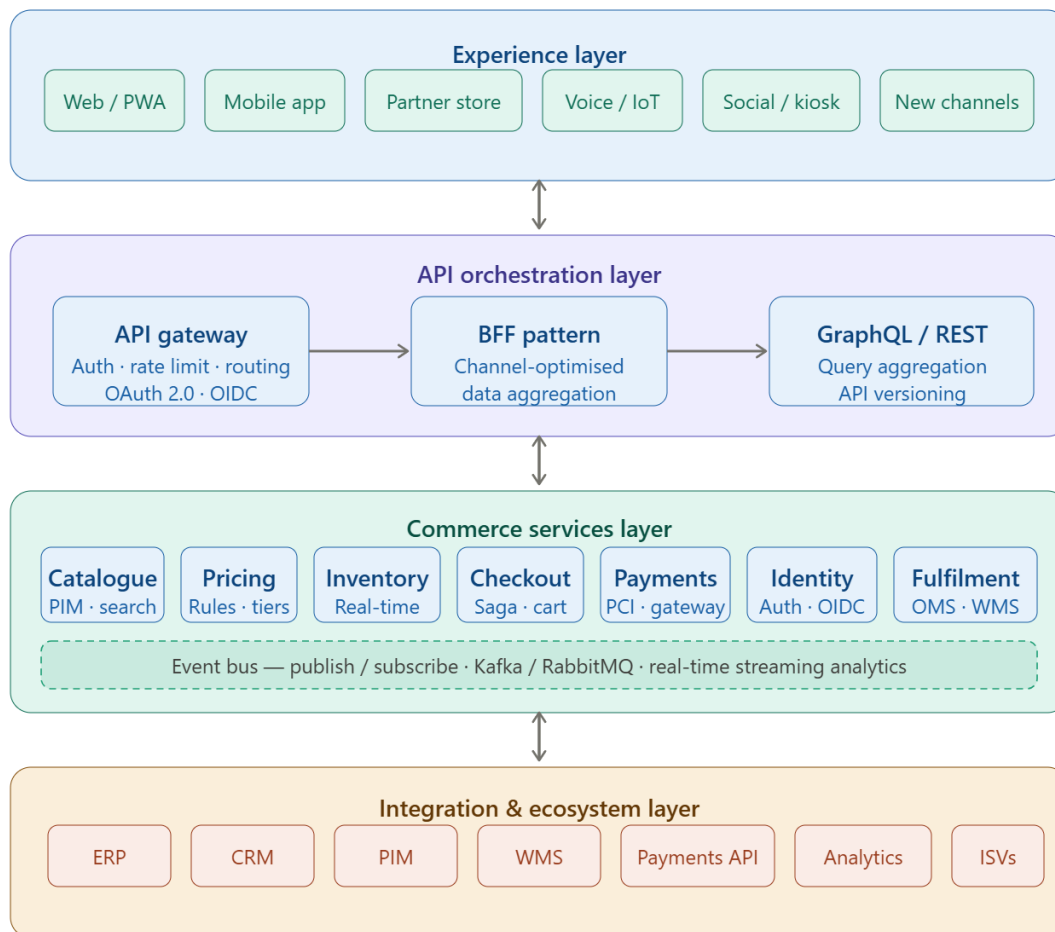 Experience layer
Web / PWA
Mobile app
Partner store
Voice / IoT
Social / kiosk
New channels
API orchestration layer
API gateway
Auth · rate limit · routing
OAuth 2.0 · OIDC
BFF pattern
Channel-optimised
data aggregation
GraphQL / REST
Query aggregation
API versioning
Commerce services layer
Catalogue
PIM · search
Pricing
Rules · tiers
Inventory
Real-time
Checkout
Saga · cart
Payments
PCI · gateway
Identity
Auth · OIDC
Fulfilment
OMS · WMS
Event bus — publish / subscribe · Kafka / RabbitMQ · real-time streaming analytics
Integration & ecosystem layer
ERP
CRM
PIM
WMS
Payments API
Analytics
ISVs